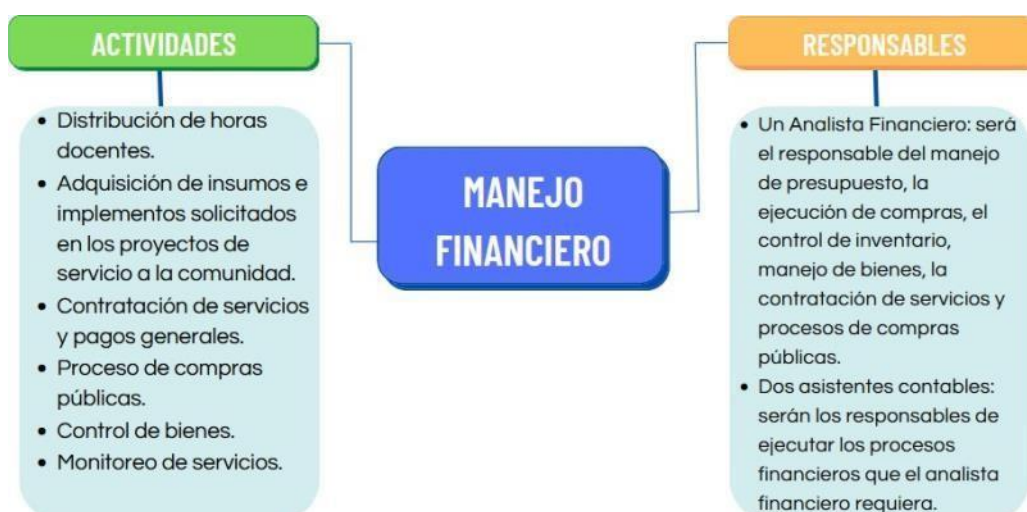 ACTIVIDADES
• Distribución de horas
docentes.
• Adquisición de insumos e
implementos solicitados
en los proyectos de
servicio a la comunidad.
• Contratación de servicios
y pagos generales.
• Proceso de compras
públicas.
• Control de bienes.
• Monitoreo de servicios.
MANEJO
FINANCIERO
RESPONSABLES
• Un Analista Financiero: será
el responsable del manejo
de presupuesto, la
ejecución de compras, el
control de inventario,
manejo de bienes, la
contratación de servicios y
procesos de compras
públicas.
• Dos asistentes contables:
serán los responsables de
ejecutar los procesos
financieros que el analista
financiero requiera.